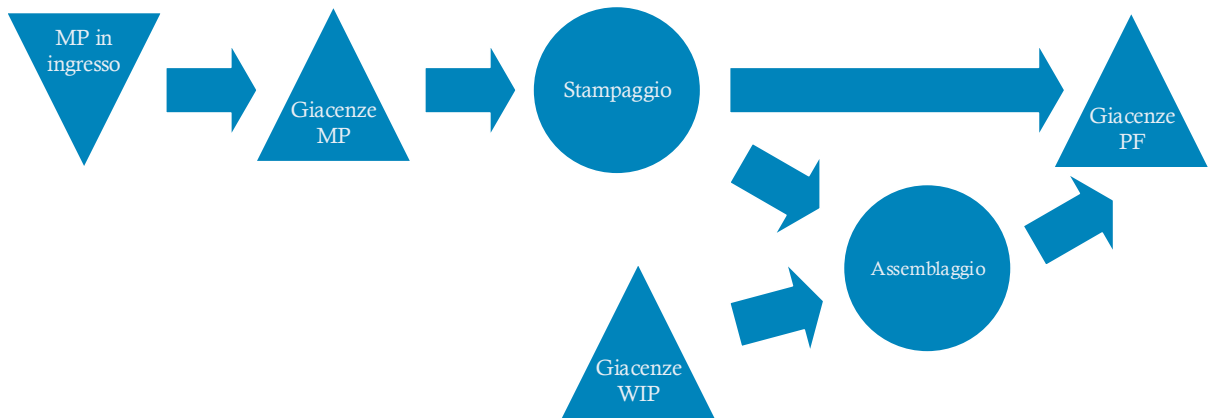 MP in
ingresso
Giacenze
MP
Stampaggio
Giacenze
PF
Assemblaggio
Giacenze
WIP